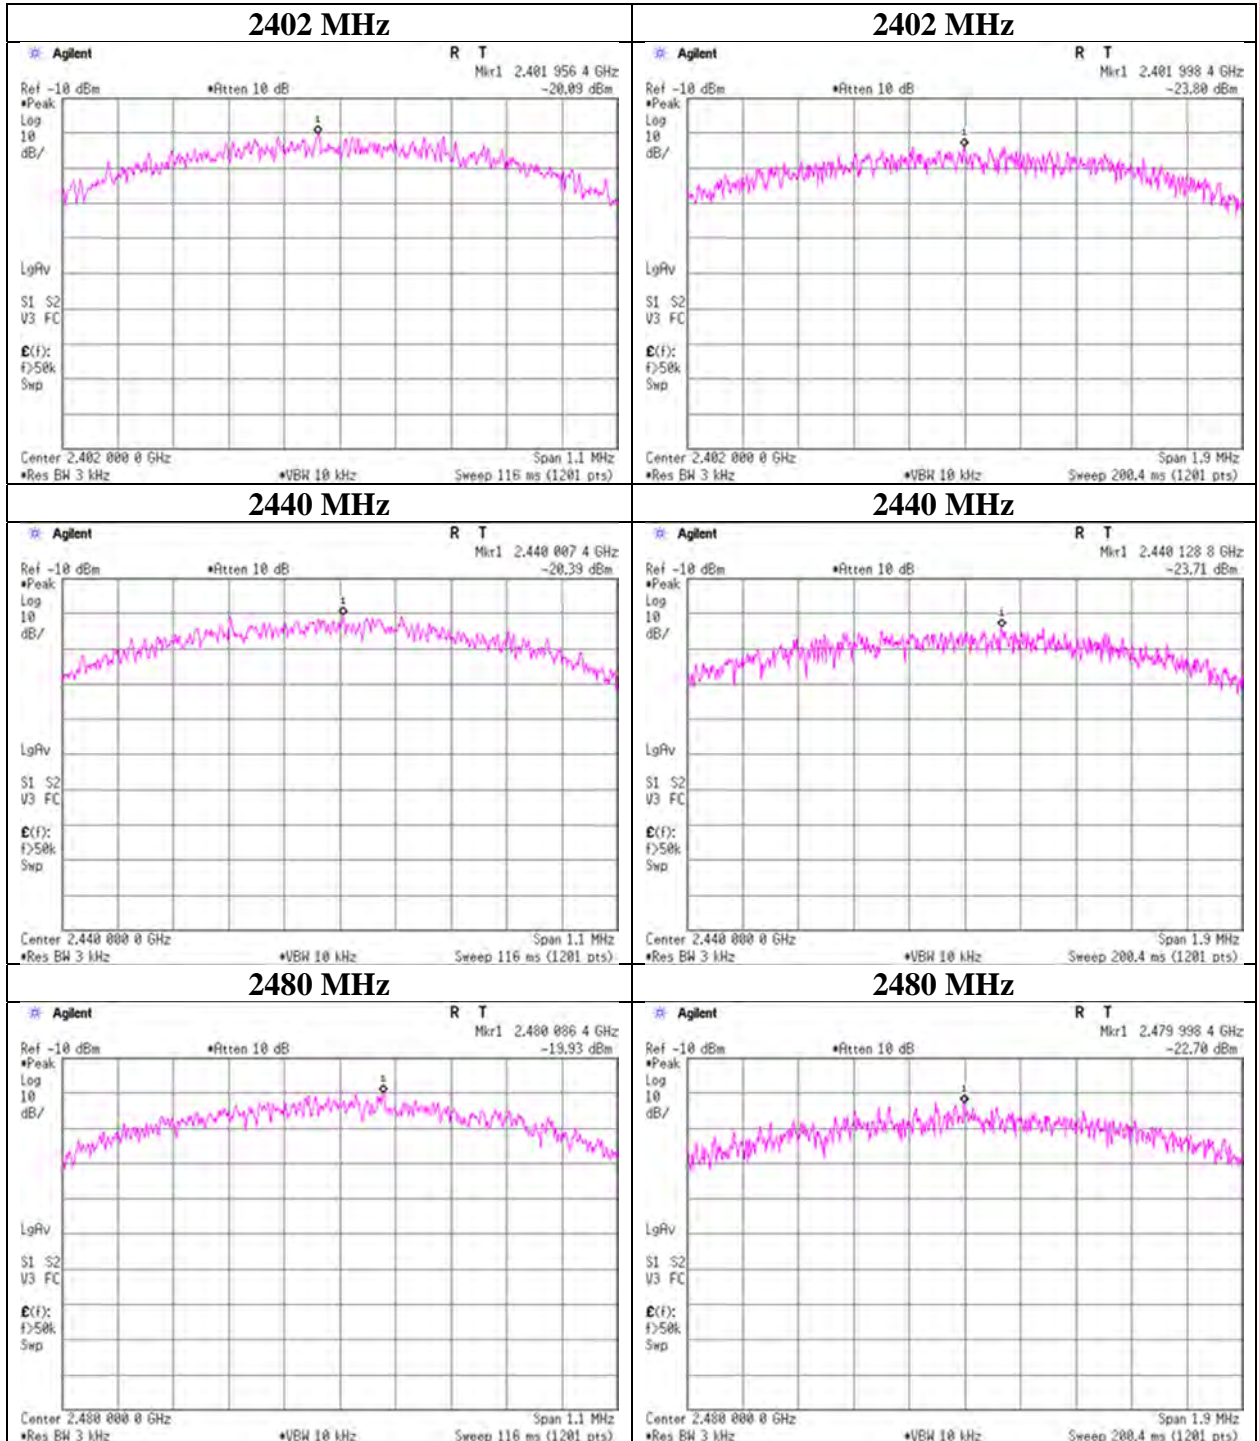 2402 MHz
2402 MHz
Agilent
R T
Mkr1 2.401 956 4 GHz
Ref -10 dBm
*Atten 10 dB
-20.09 dBm
*Peak
Log
10
dB/
1
LgAv
S1 S2
V3 FC
£(f):
f>50k
Swp
Center 2.402 000 0 GHz
Span 1.1 MHz
*Res BW 3 kHz
*VBW 10 kHz
Sweep 116 ms (1201 pts)
Agilent
R T
Mkr1 2.401 998 4 GHz
Ref -10 dBm
*Atten 10 dB
-23.80 dBm
*Peak
Log
10
dB/
1
LgAv
S1 S2
V3 FC
£(f):
f>50k
Swp
Center 2.402 000 0 GHz
Span 1.9 MHz
*Res BW 3 kHz
*VBW 10 kHz
Sweep 200.4 ms (1201 pts)
2440 MHz
2440 MHz
Agilent
R T
Mkr1 2.440 007 4 GHz
Ref -10 dBm
*Atten 10 dB
-20.39 dBm
*Peak
Log
10
dB/
1
LgAv
S1 S2
V3 FC
£(f):
f>50k
Swp
Center 2.440 000 0 GHz
Span 1.1 MHz
*Res BW 3 kHz
*VBW 10 kHz
Sweep 116 ms (1201 pts)
Agilent
R T
Mkr1 2.440 128 8 GHz
Ref -10 dBm
*Atten 10 dB
-23.71 dBm
*Peak
Log
10
dB/
1
LgAv
S1 S2
V3 FC
£(f):
f>50k
Swp
Center 2.440 000 0 GHz
Span 1.9 MHz
*Res BW 3 kHz
*VBW 10 kHz
Sweep 200.4 ms (1201 pts)
2480 MHz
2480 MHz
Agilent
R T
Mkr1 2.480 086 4 GHz
Ref -10 dBm
*Atten 10 dB
-19.93 dBm
*Peak
Log
10
dB/
1
LgAv
S1 S2
V3 FC
£(f):
f>50k
Swp
Center 2.480 000 0 GHz
Span 1.1 MHz
*Res BW 3 kHz
*VBW 10 kHz
Sweep 116 ms (1201 pts)
Agilent
R T
Mkr1 2.479 998 4 GHz
Ref -10 dBm
*Atten 10 dB
-22.70 dBm
*Peak
Log
10
dB/
1
LgAv
S1 S2
V3 FC
£(f):
f>50k
Swp
Center 2.480 000 0 GHz
Span 1.9 MHz
*Res BW 3 kHz
*VBW 10 kHz
Sweep 200.4 ms (1201 pts)